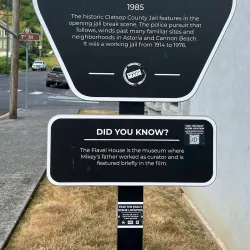 1985
The historic Clatsop County Jail features in the
opening jail break scene. The police pursuit that
follows, winds past many familiar sites and
neighborhoods in Astoria and Cannon Beach.
It was a working jail from 1914 to 1976.
7th ST
DID YOU KNOW?
The Flavel House is the museum where
Mikey's father worked as curator and is
featured briefly in the film.